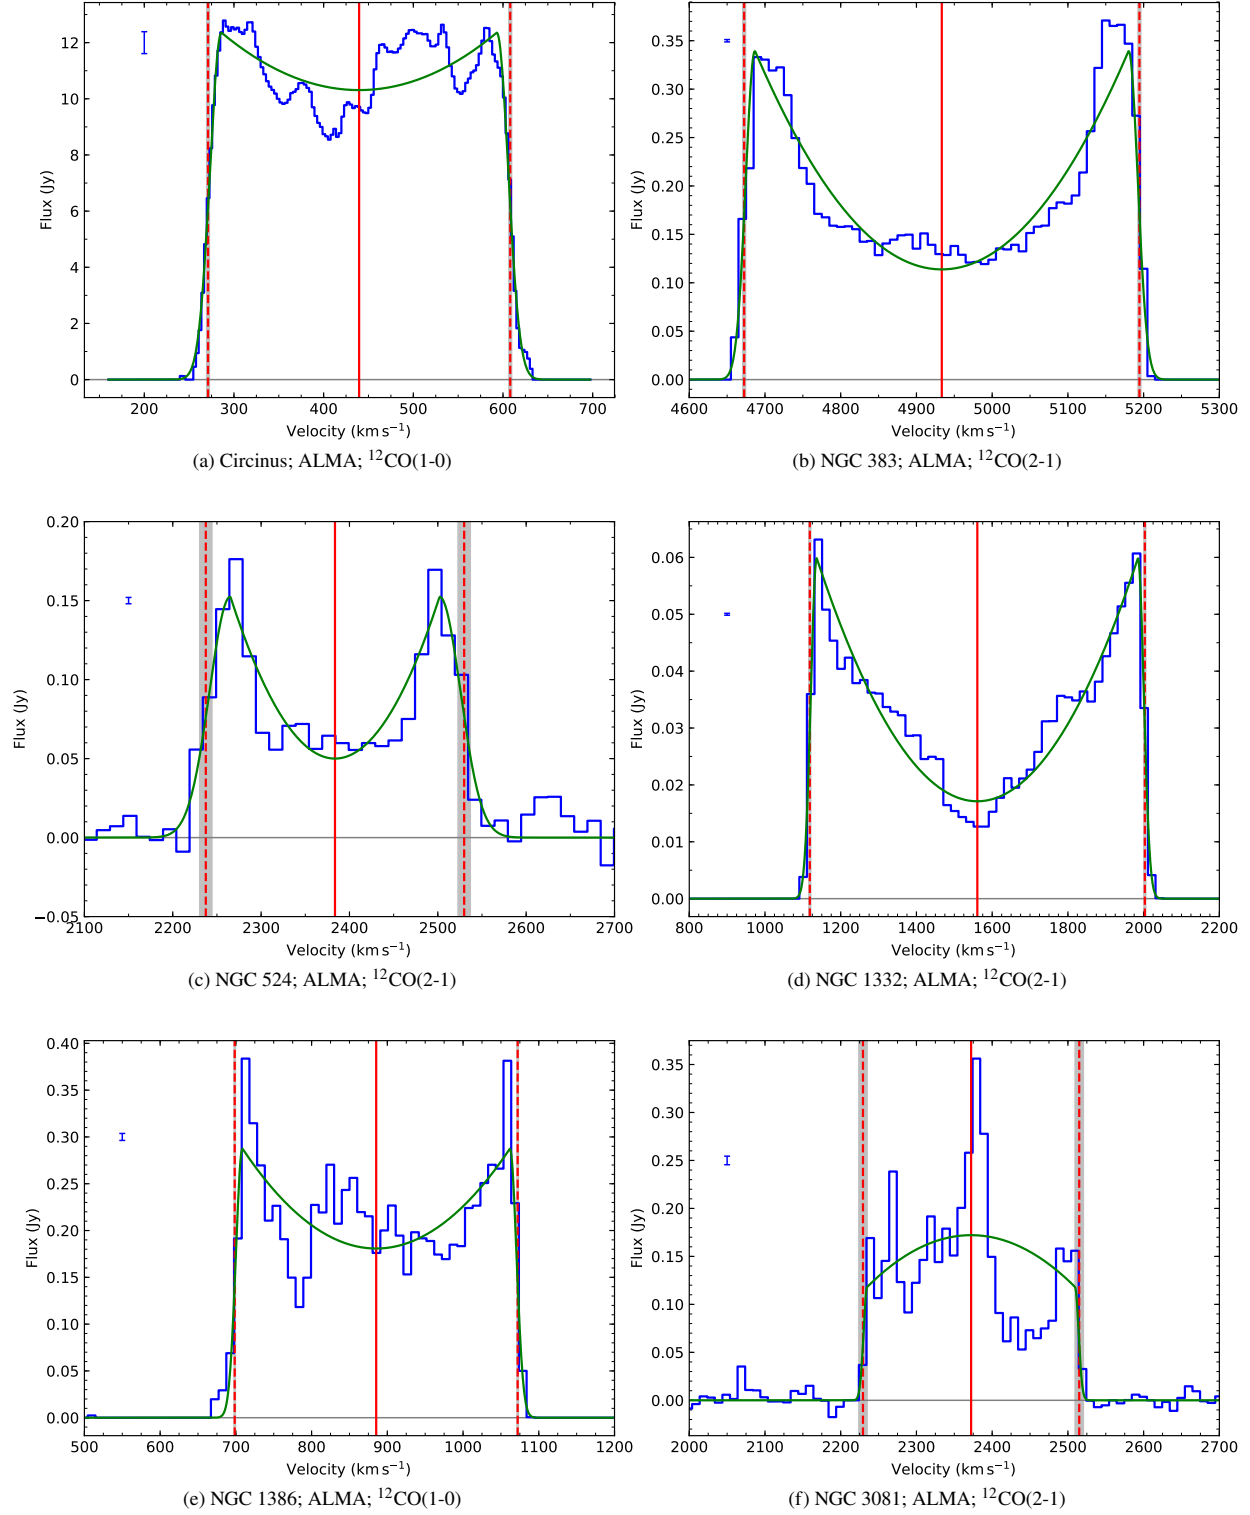 12
10
8
6
4
2
0
Flux (Jy)
200 300 400 500 600 700
Velocity (km s⁻¹)
(a) Circinus; ALMA; ¹²CO(1-0)
0.35
0.30
0.25
0.20
0.15
0.10
0.05
0.00
Flux (Jy)
4600 4700 4800 4900 5000 5100 5200 5300
Velocity (km s⁻¹)
(b) NGC 383; ALMA; ¹²CO(2-1)
0.20
0.15
0.10
0.05
0.00
−0.05
Flux (Jy)
2100 2200 2300 2400 2500 2600 2700
Velocity (km s⁻¹)
(c) NGC 524; ALMA; ¹²CO(2-1)
0.06
0.05
0.04
0.03
0.02
0.01
0.00
Flux (Jy)
800 1000 1200 1400 1600 1800 2000 2200
Velocity (km s⁻¹)
(d) NGC 1332; ALMA; ¹²CO(2-1)
0.40
0.35
0.30
0.25
0.20
0.15
0.10
0.05
0.00
Flux (Jy)
500 600 700 800 900 1000 1100 1200
Velocity (km s⁻¹)
(e) NGC 1386; ALMA; ¹²CO(1-0)
0.35
0.30
0.25
0.20
0.15
0.10
0.05
0.00
Flux (Jy)
2000 2100 2200 2300 2400 2500 2600 2700
Velocity (km s⁻¹)
(f) NGC 3081; ALMA; ¹²CO(2-1)